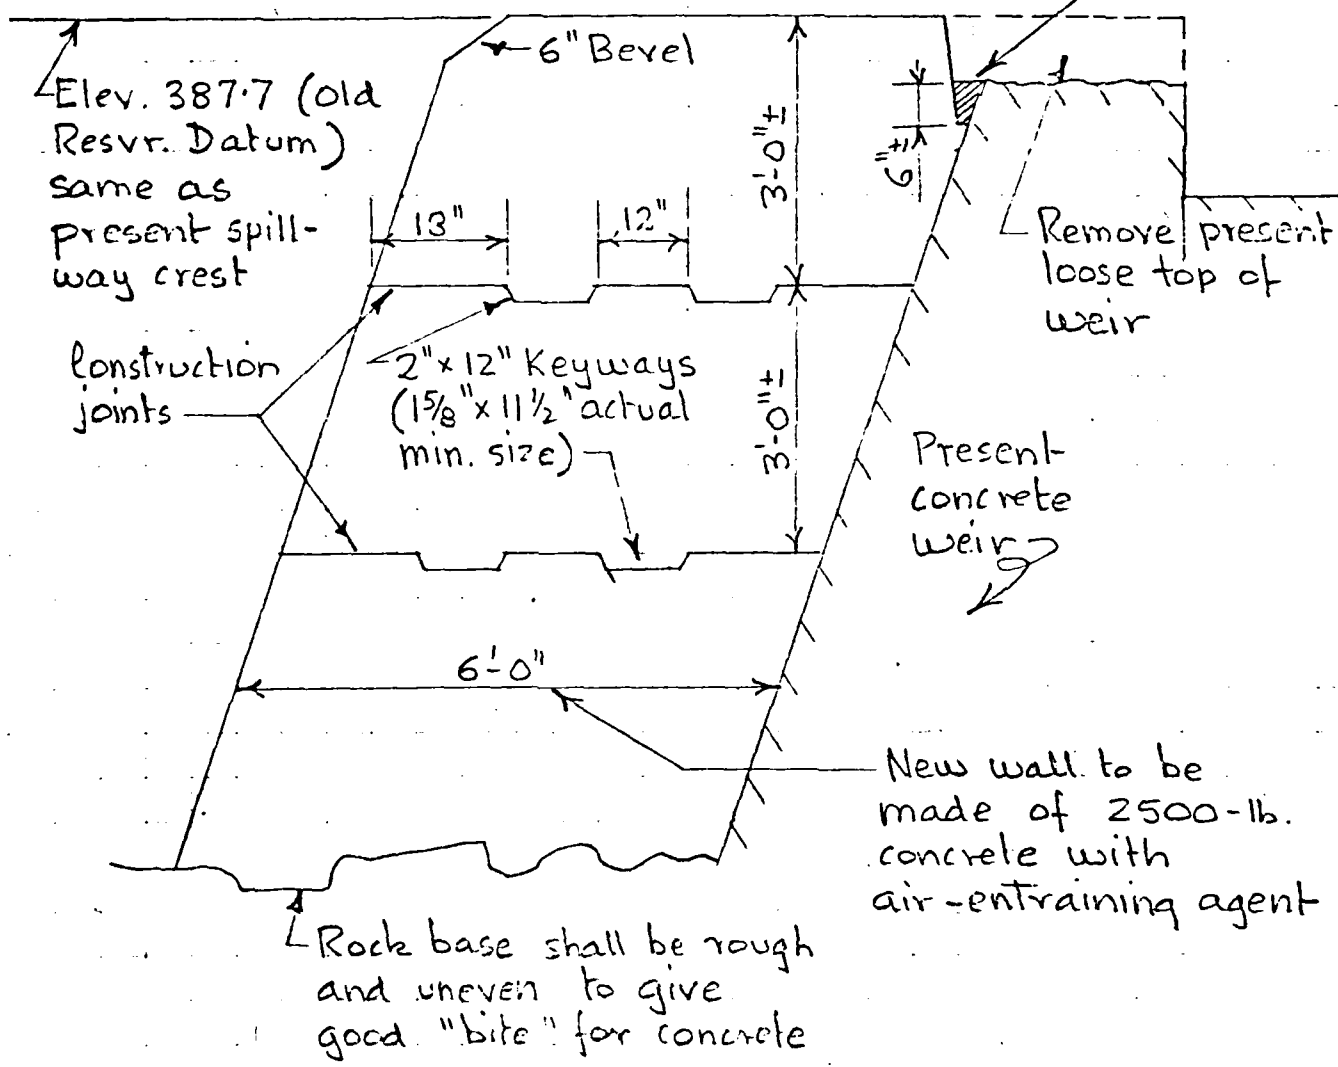 6" Bevel
Elev. 387.7 (Old
Resvr. Datum)
same as
present spill-
way crest
3'-0"±
6"±
18"
12"
Remove present
loose top of
weir
Construction
joints
2" x 12" Keyways
(1 5/8" x 11 1/2" actual
min. size)
3'-0"±
Present
concrete
weir
6'-0"
New wall to be
made of 2500-lb.
concrete with
air-entraining agent
Rock base shall be rough
and uneven to give
good "bite" for concrete